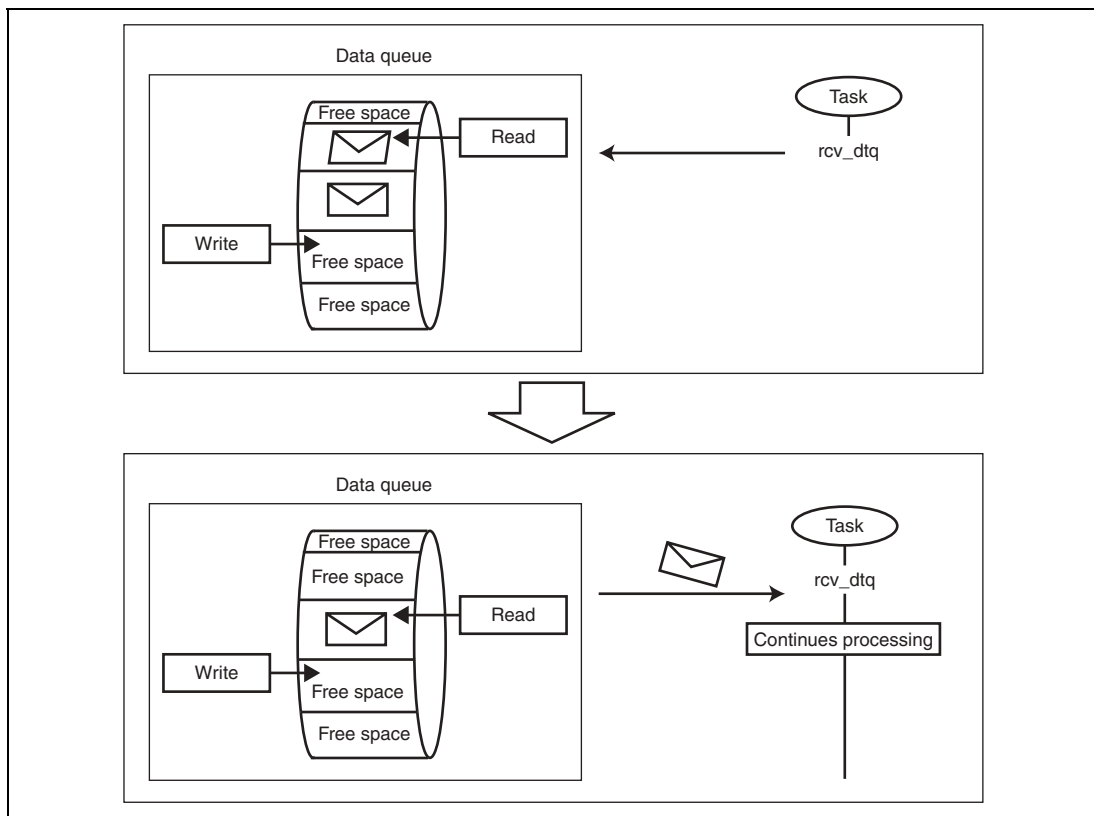 Data queue
Task
Free space
Read
rcv_dtq
Write
Free space
Free space
Data queue
Task
Free space
Free space
rcv_dtq
Read
Continues processing
Write
Free space
Free space